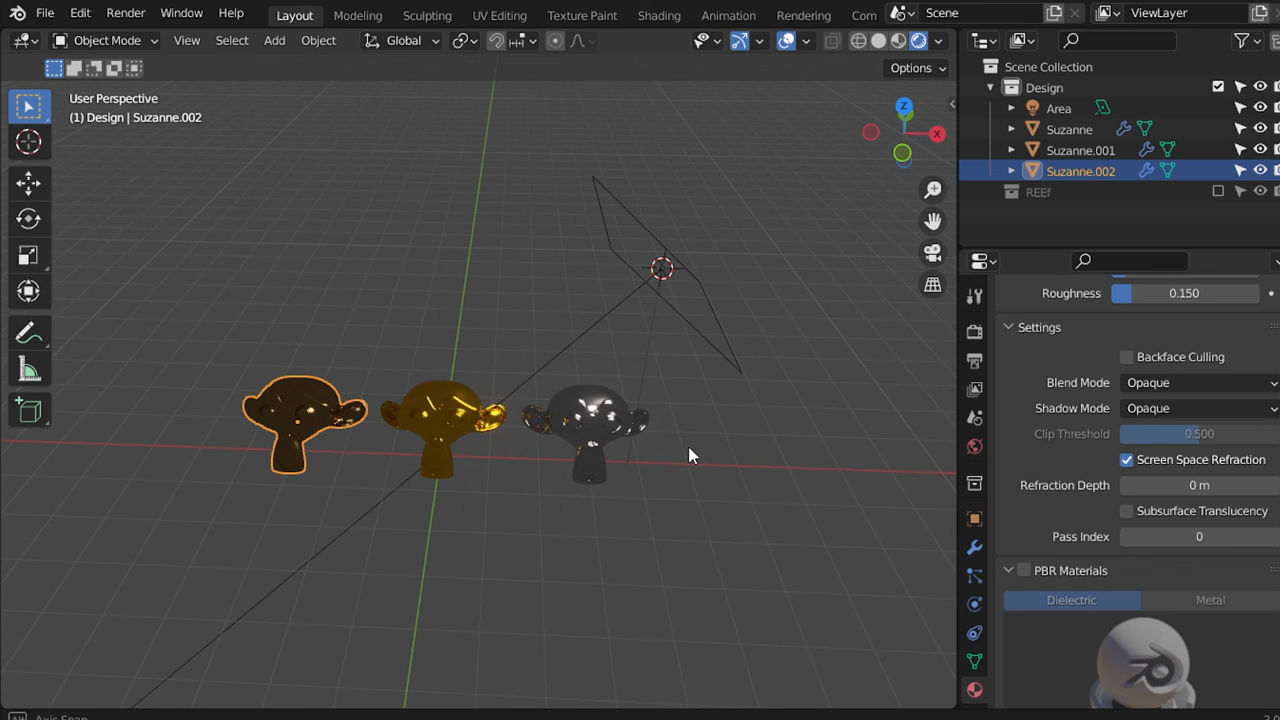 File Edit Render Window Help Layout Modeling Sculpting UV Editing Texture Paint Shading Animation Rendering Com Scene ViewLayer
Object Mode View Select Add Object Global
Options
User Perspective
(1) Design | Suzanne.002
Z
X
Scene Collection
Design
Area
Suzanne
Suzanne.001
Suzanne.002
REEf
Roughness 0.150
Settings
Backface Culling
Blend Mode Opaque
Shadow Mode Opaque
Clip Threshold 0.500
Screen Space Refraction
Refraction Depth 0 m
Subsurface Translucency
Pass Index 0
PBR Materials
Dielectric Metal
Alt Axis Snap